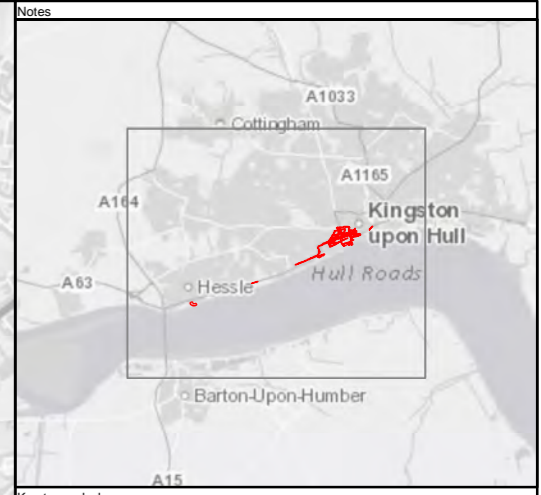 Notes
A1033
Cottingham
A1165
A164
Kingston
upon Hull
Hull Roads
A63
Hessle
Barton-Upon-Humber
A15